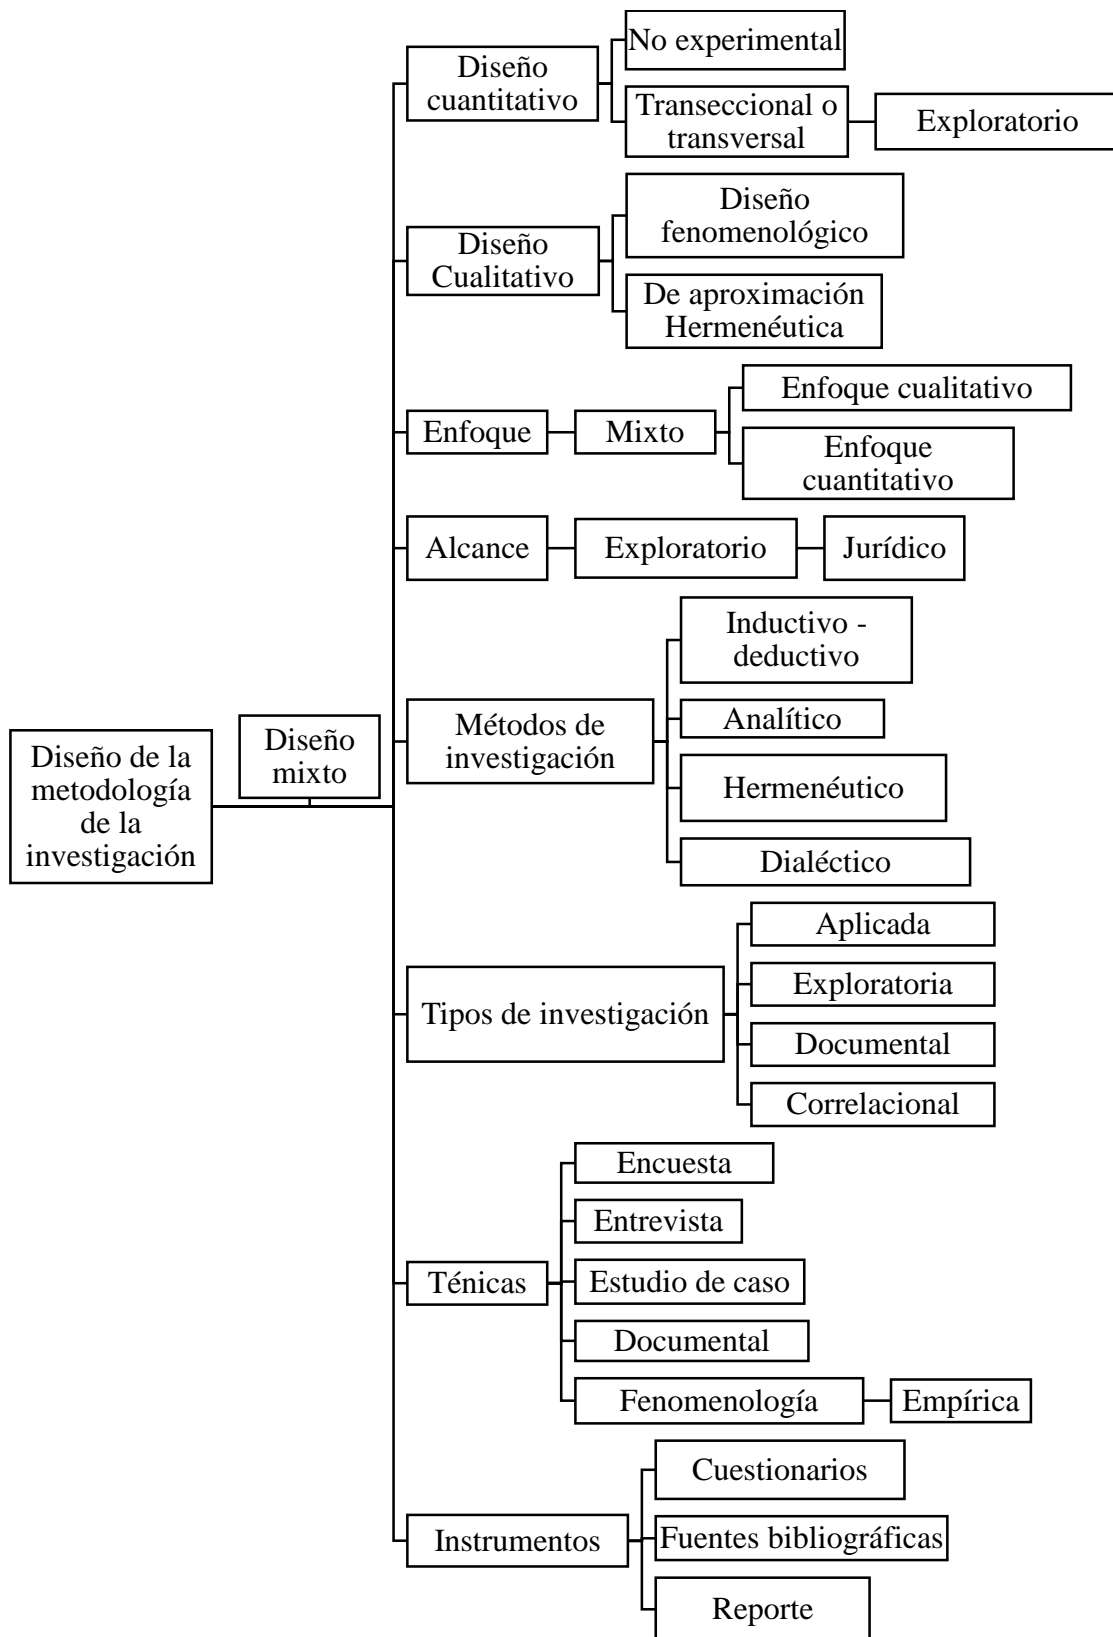 Diseño de la
metodología
de la
investigación
Diseño
mixto
Diseño
cuantitativo
No experimental
Transeccional o
transversal
Exploratorio
Diseño
Cualitativo
Diseño
fenomenológico
De aproximación
Hermenéutica
Enfoque
Mixto
Enfoque cualitativo
Enfoque
cuantitativo
Alcance
Exploratorio
Jurídico
Métodos de
investigación
Inductivo -
deductivo
Analítico
Hermenéutico
Dialéctico
Tipos de investigación
Aplicada
Exploratoria
Documental
Correlacional
Ténicas
Encuesta
Entrevista
Estudio de caso
Documental
Fenomenología
Empírica
Instrumentos
Cuestionarios
Fuentes bibliográficas
Reporte